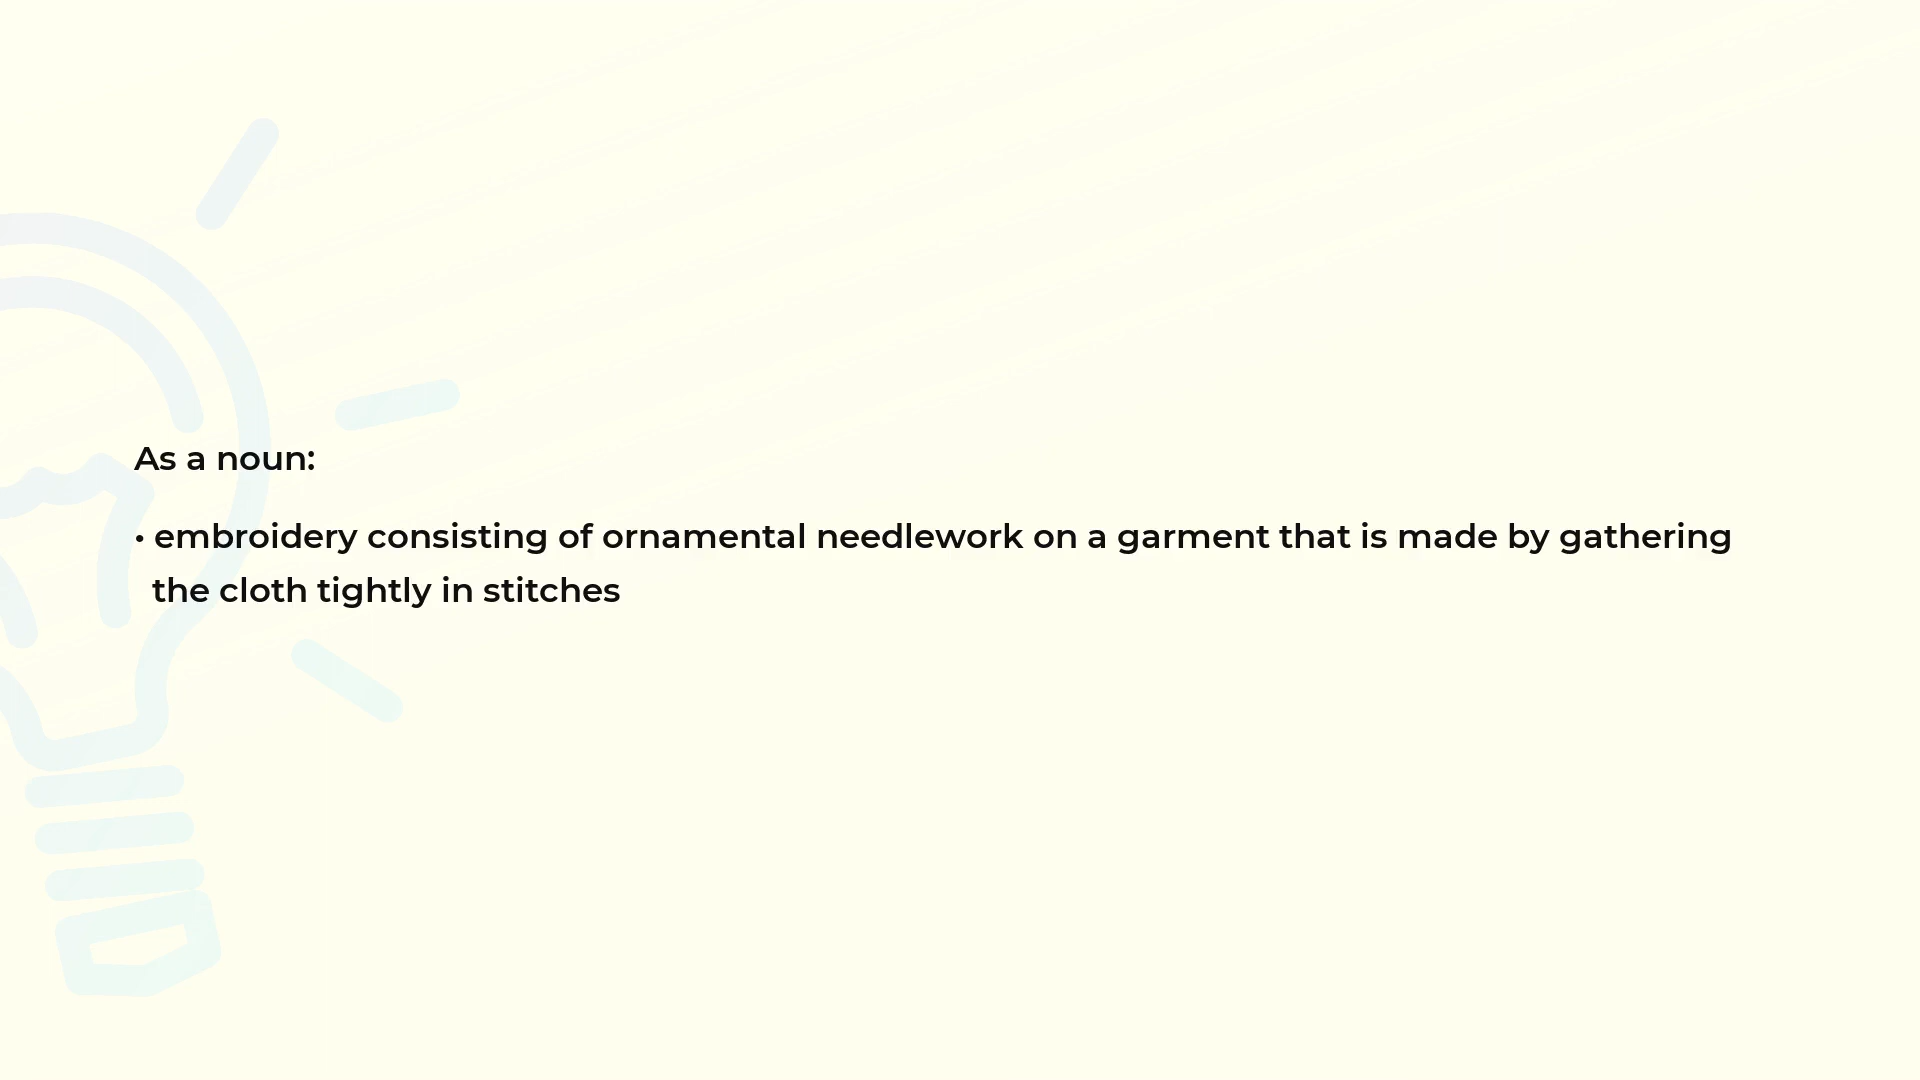 As a noun:
• embroidery consisting of ornamental needlework on a garment that is made by gathering
the cloth tightly in stitches